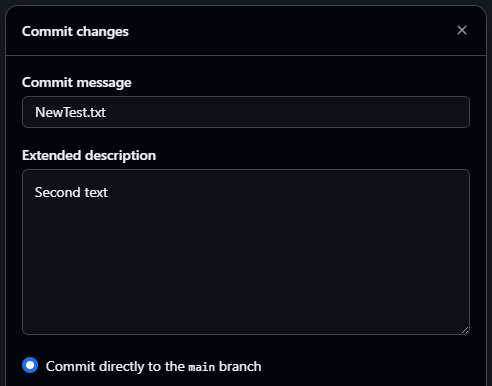 Commit changes
Commit message
NewTest.txt
Extended description
Second text
Commit directly to the main branch